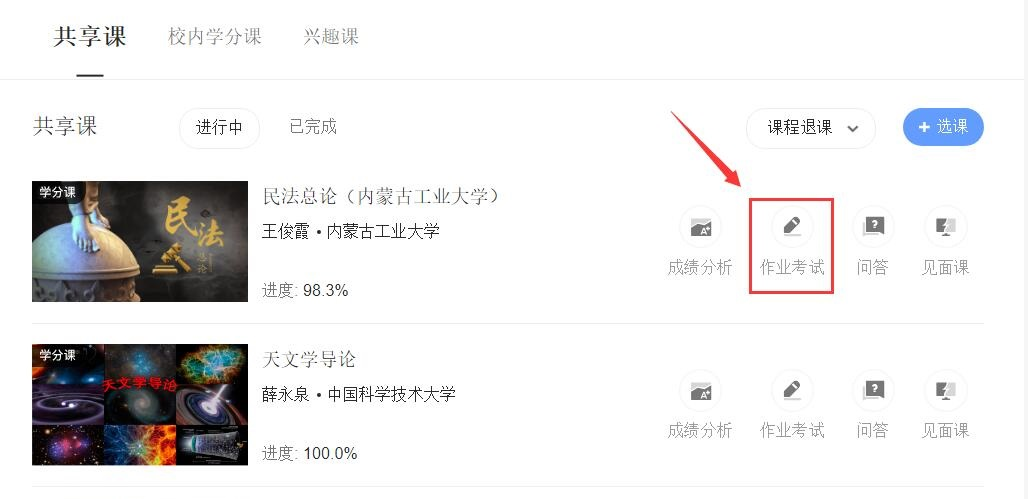 共享课 校内学分课 兴趣课
共享课 进行中 已完成 课程退课 + 选课
学分课
民法
总论
民法总论（内蒙古工业大学）
王俊霞 • 内蒙古工业大学
进度: 98.3%
成绩分析 作业考试 问答 见面课
学分课
天文学导论
天文学导论
薛永泉 • 中国科学技术大学
进度: 100.0%
成绩分析 作业考试 问答 见面课